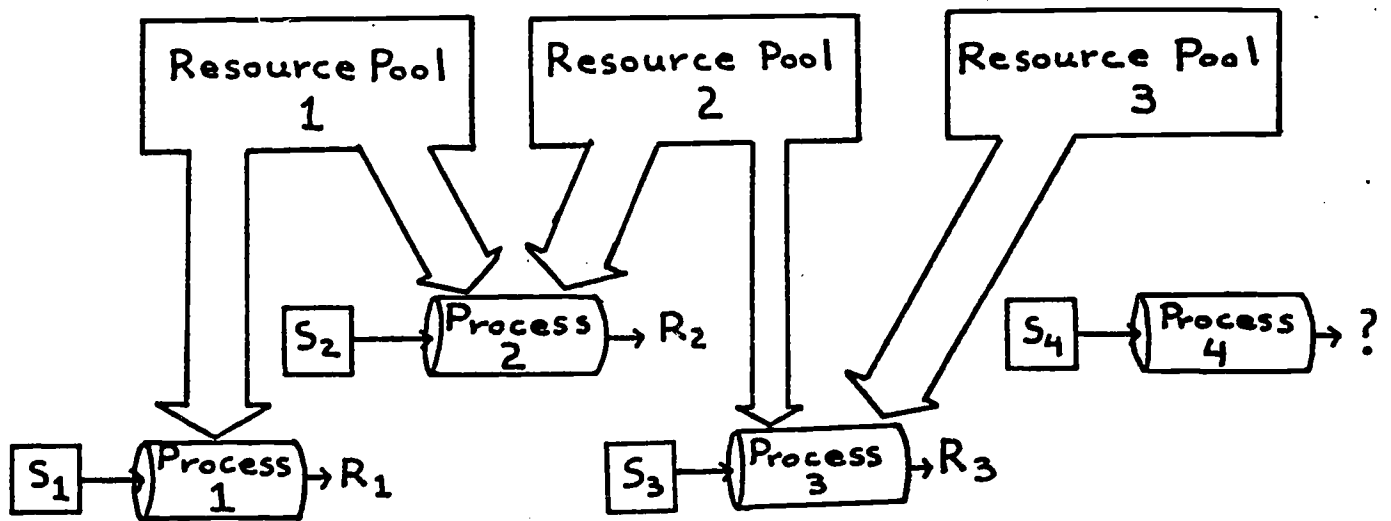 Resource Pool
1
Resource Pool
2
Resource Pool
3
S₂
Process
2
R₂
S₄
Process
4
?
S₁
Process
1
R₁
S₃
Process
3
R₃